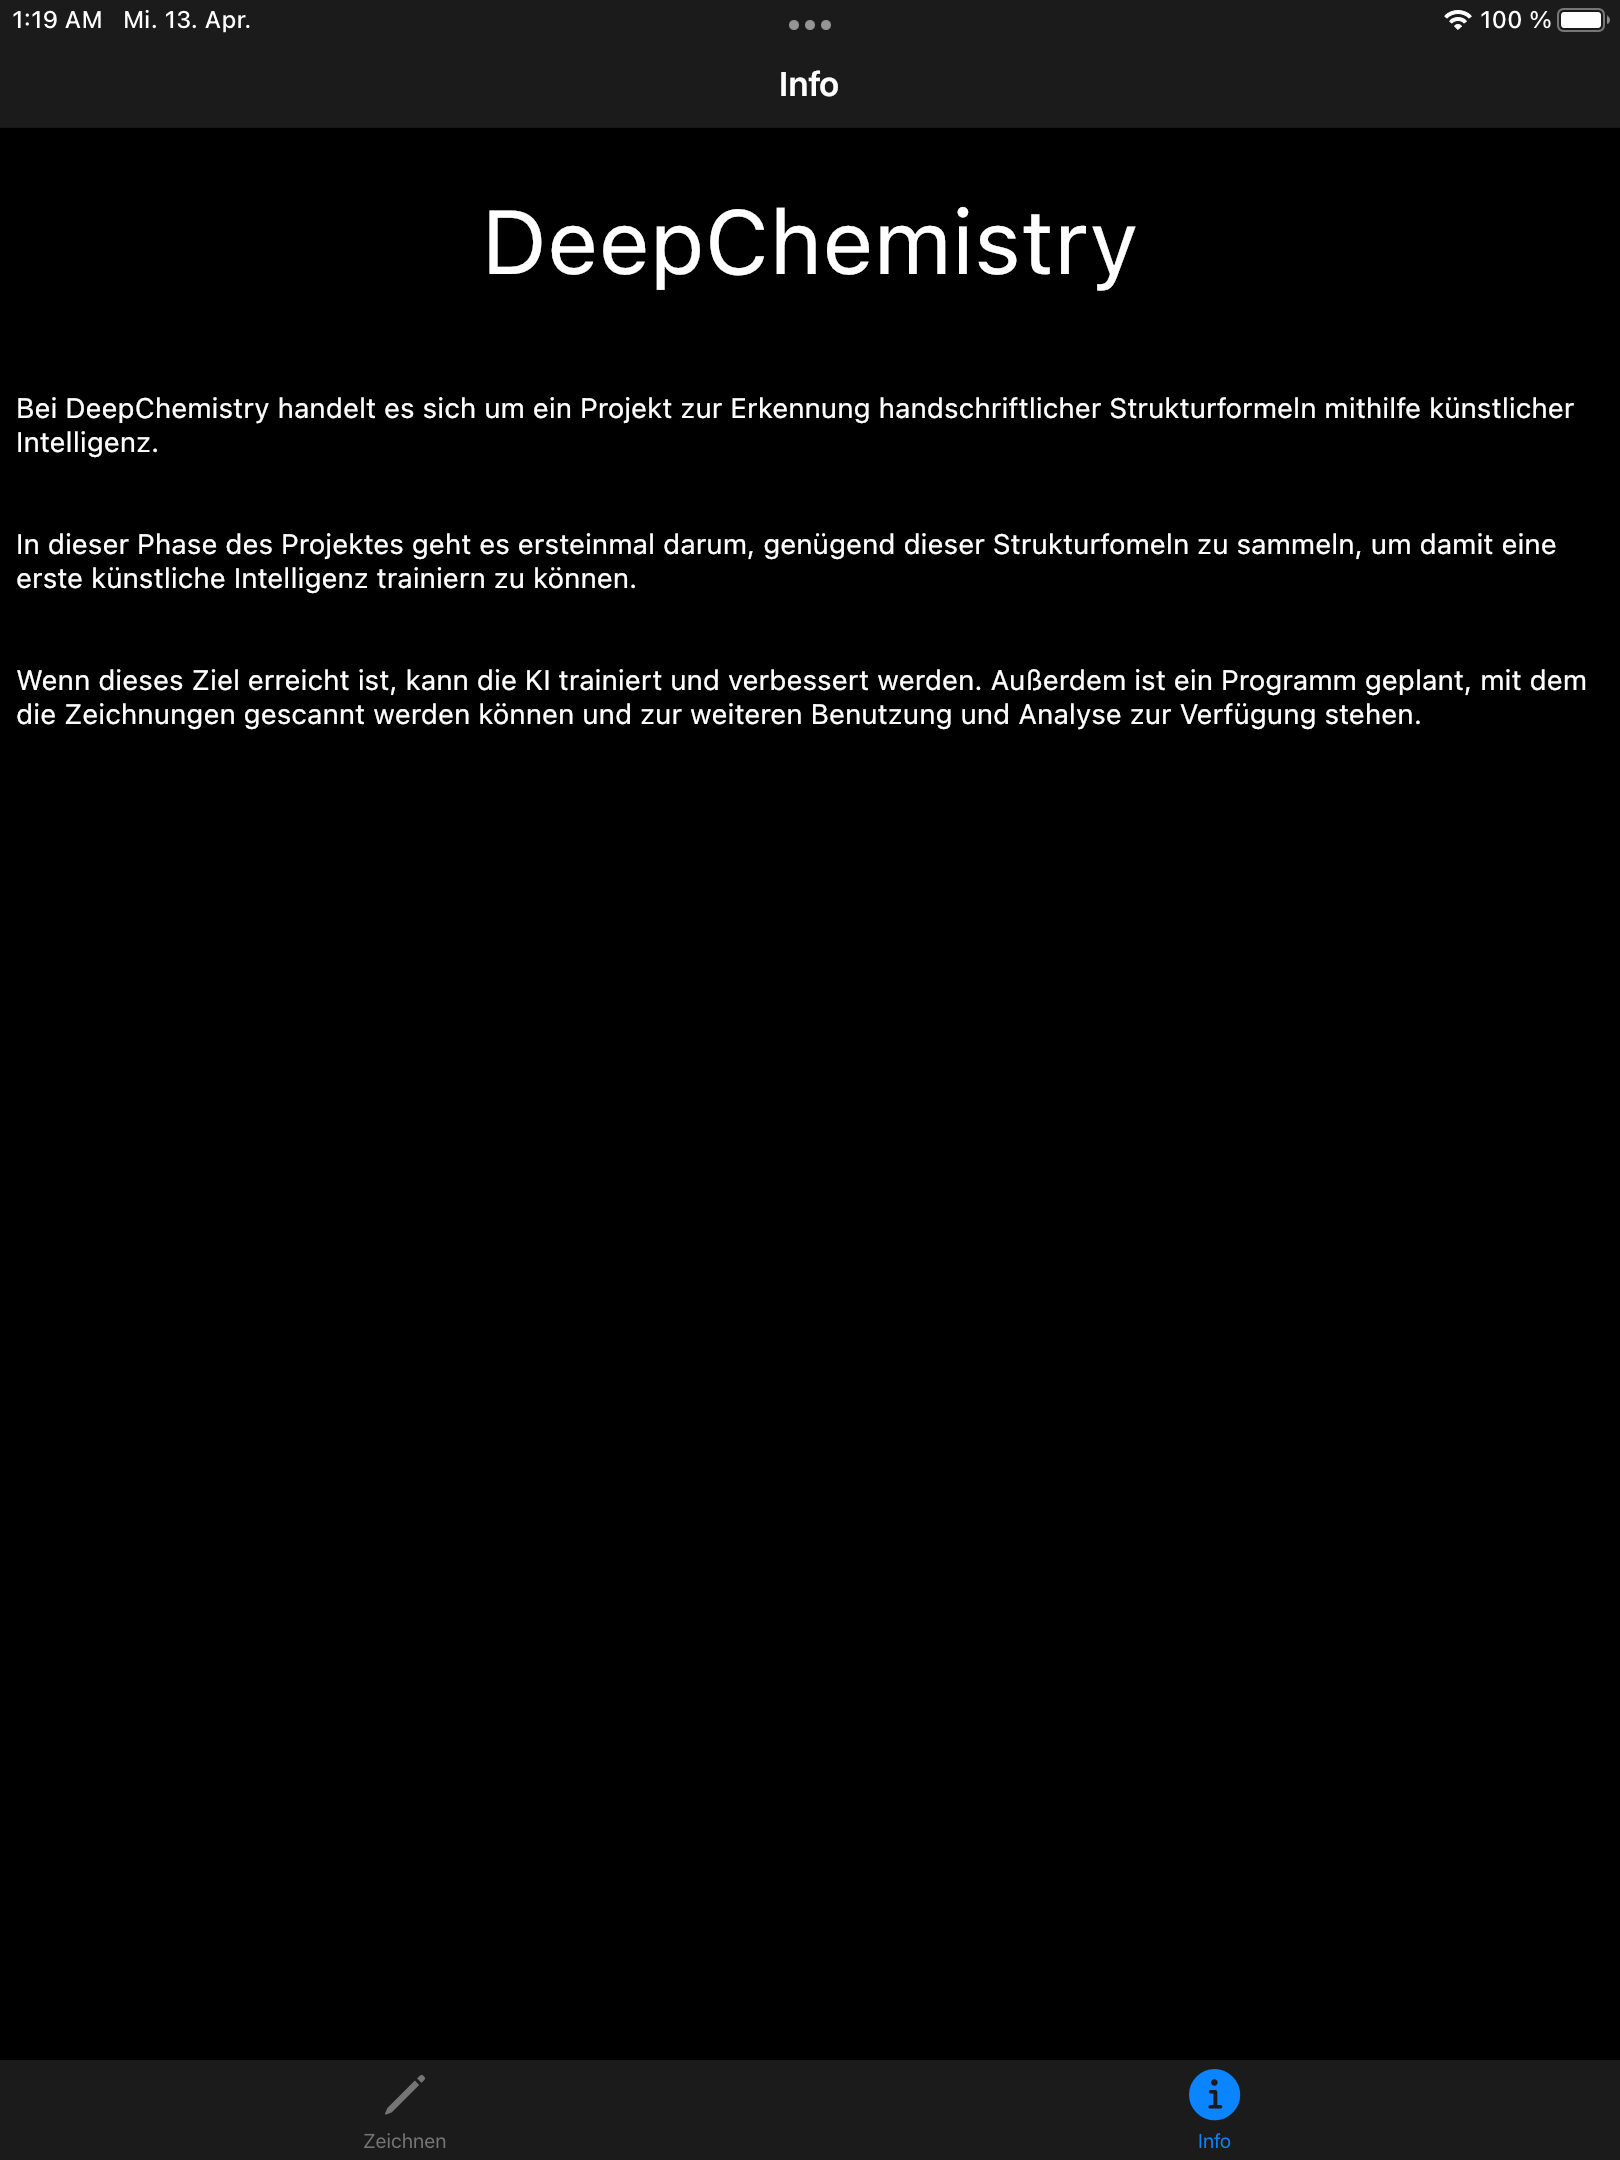 1:19 AM Mi. 13. Apr.
100 %
Info
DeepChemistry
Bei DeepChemistry handelt es sich um ein Projekt zur Erkennung handschriftlicher Strukturformeln mithilfe künstlicher
Intelligenz.
In dieser Phase des Projektes geht es ersteinmal darum, genügend dieser Strukturfomeln zu sammeln, um damit eine
erste künstliche Intelligenz trainiern zu können.
Wenn dieses Ziel erreicht ist, kann die KI trainiert und verbessert werden. Außerdem ist ein Programm geplant, mit dem
die Zeichnungen gescannt werden können und zur weiteren Benutzung und Analyse zur Verfügung stehen.
Zeichnen
Info